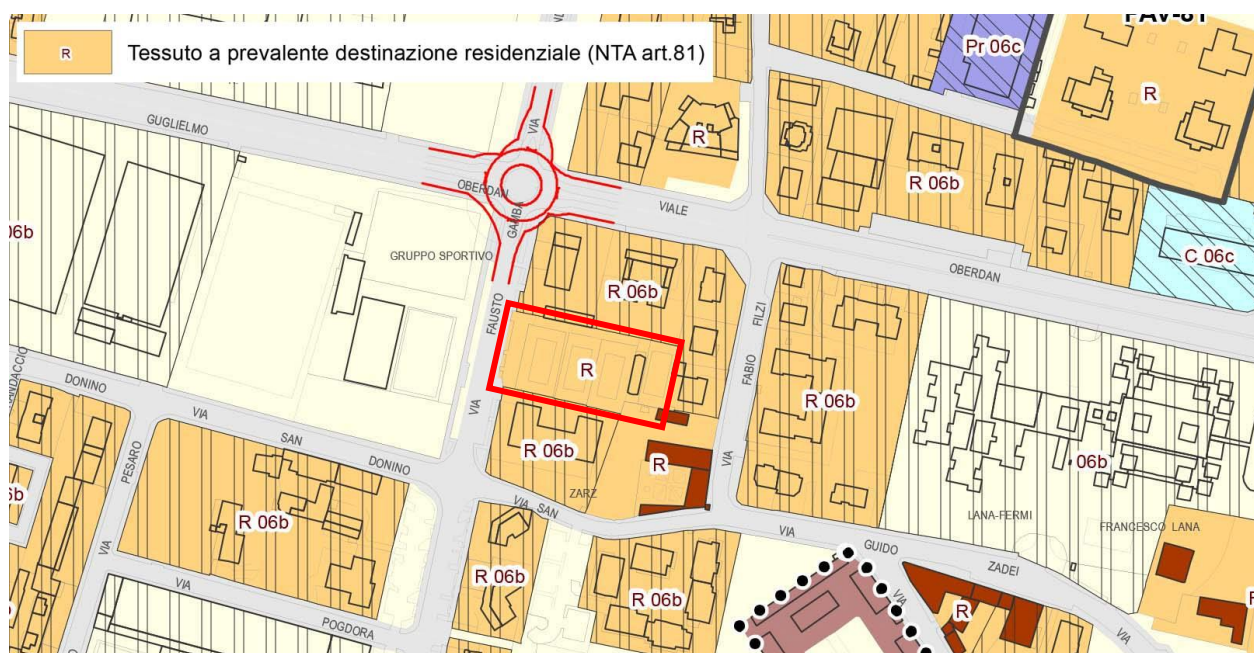 R Tessuto a prevalente destinazione residenziale (NTA art.81)
PAV-81
Pr 06c
R
GUGLIELMO
VIA
R
OBERDAN
VIALE
R 06b
GAMBA
06b
GRUPPO SPORTIVO
C 06c
OBERDAN
R 06b
FAUSTO
FILZI
R
FABIO
DONINO
VIA
R 06b
VIA
SAN
DONINO
R 06b
06b
PESARO
R
VIA
ZARZ
R 06b
VIA SAN
LANA-FERMI
FRANCESCO LANA
VIA
GUIDO
ZADEI
VIA
R 06b
R 06b
VIA
VIA
R
POGDORA
VIA